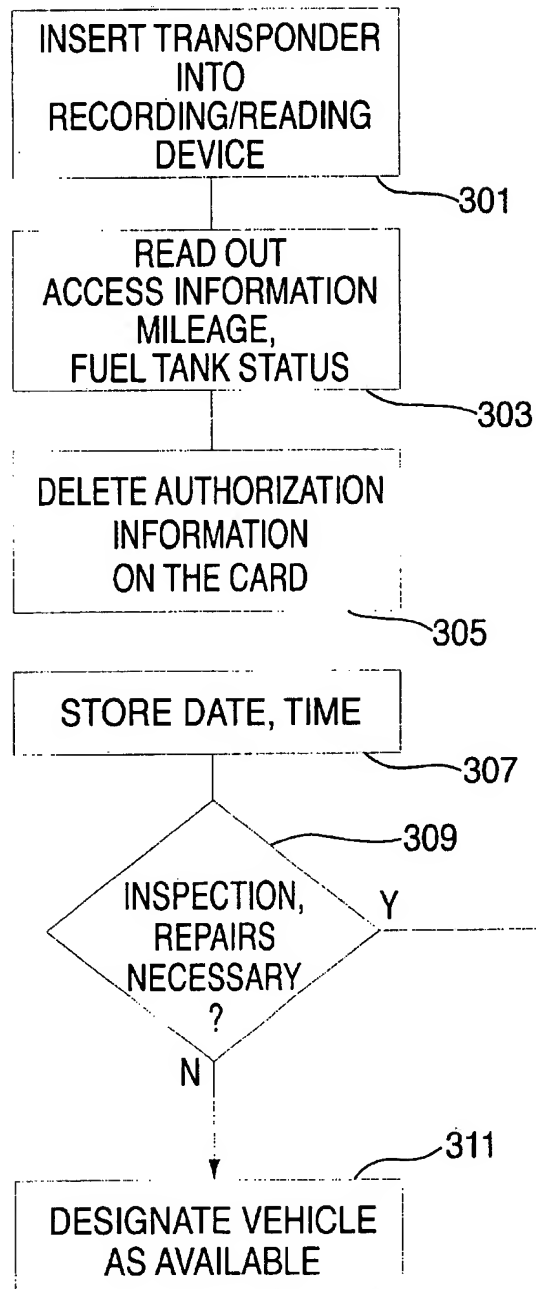 INSERT TRANSPONDER
INTO
RECORDING/READING
DEVICE
301
READ OUT
ACCESS INFORMATION
MILEAGE,
FUEL TANK STATUS
303
DELETE AUTHORIZATION
INFORMATION
ON THE CARD
305
STORE DATE, TIME
307
309
INSPECTION,
REPAIRS
NECESSARY
?
Y
N
311
DESIGNATE VEHICLE
AS AVAILABLE